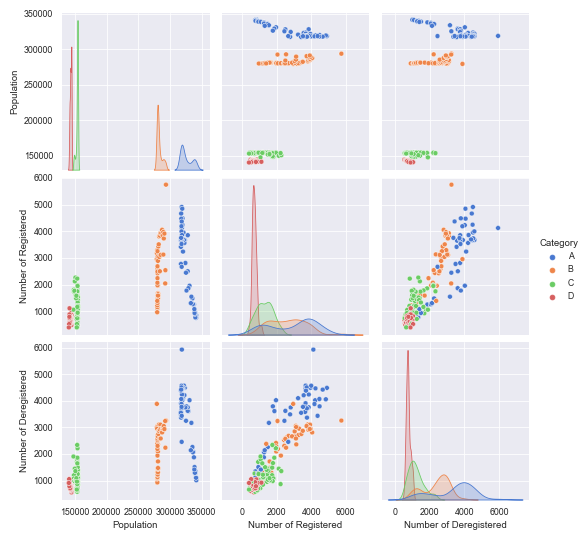 350000
300000
250000
200000
150000
Population
6000
5000
4000
3000
2000
1000
Number of Registered
Category
A
B
C
D
6000
5000
4000
3000
2000
1000
Number of Deregistered
150000 200000 250000 300000 350000
Population
0 2000 4000 6000
Number of Registered
0 2000 4000 6000
Number of Deregistered